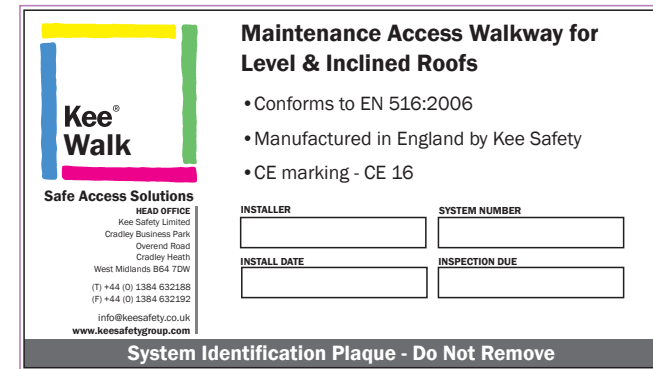 Kee®
Walk
Safe Access Solutions
HEAD OFFICE
Kee Safety Limited
Cradley Business Park
Overend Road
Cradley Heath
West Midlands B64 7DW
(T) +44 (0) 1384 632188
(F) +44 (0) 1384 632192
info@keesafety.co.uk
www.keesafetygroup.com
Maintenance Access Walkway for
Level & Inclined Roofs
•Conforms to EN 516:2006
•Manufactured in England by Kee Safety
•CE marking - CE 16
INSTALLER
SYSTEM NUMBER
INSTALL DATE
INSPECTION DUE
System Identification Plaque - Do Not Remove